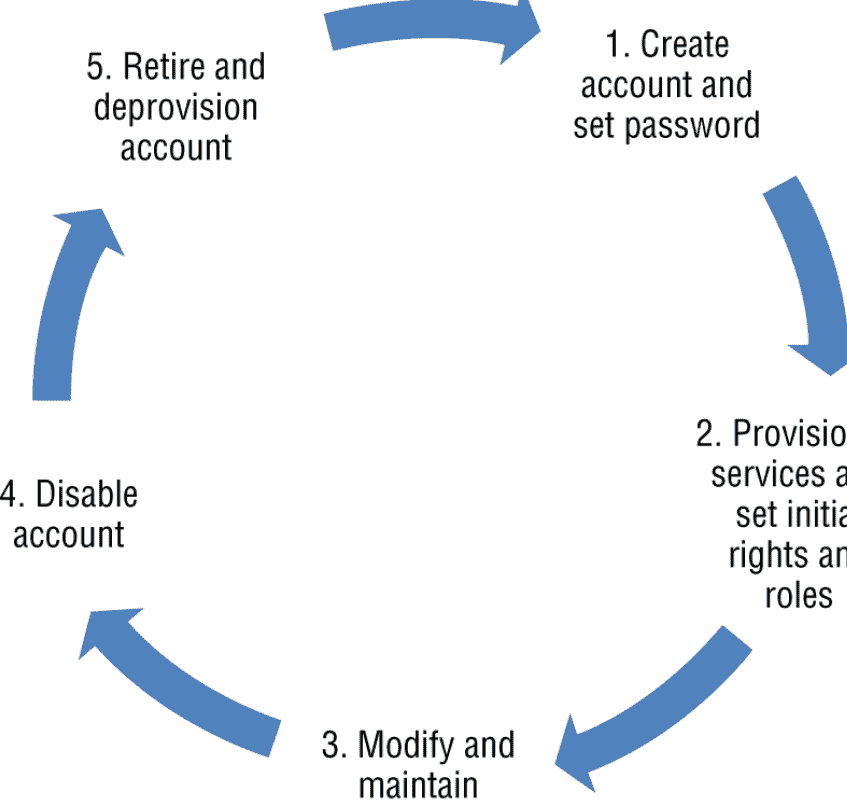 1. Create
account and
set password
2. Provisio
services a
set initia
rights an
roles
3. Modify and
maintain
4. Disable
account
5. Retire and
deprovision
account